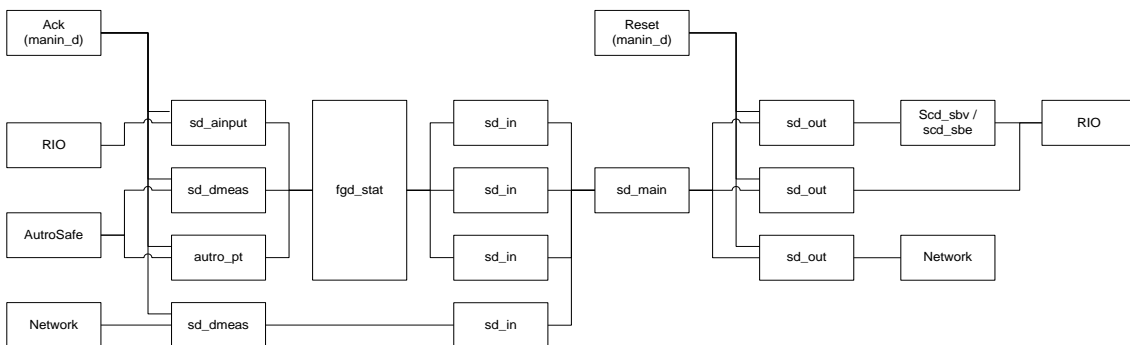 Ack
(manin_d)
Reset
(manin_d)
RIO
sd_ainput
fgd_stat
sd_in
sd_out
Scd_sbv /
scd_sbe
RIO
sd_dmeas
sd_in
sd_main
sd_out
AutroSafe
autro_pt
sd_in
sd_out
Network
Network
sd_dmeas
sd_in